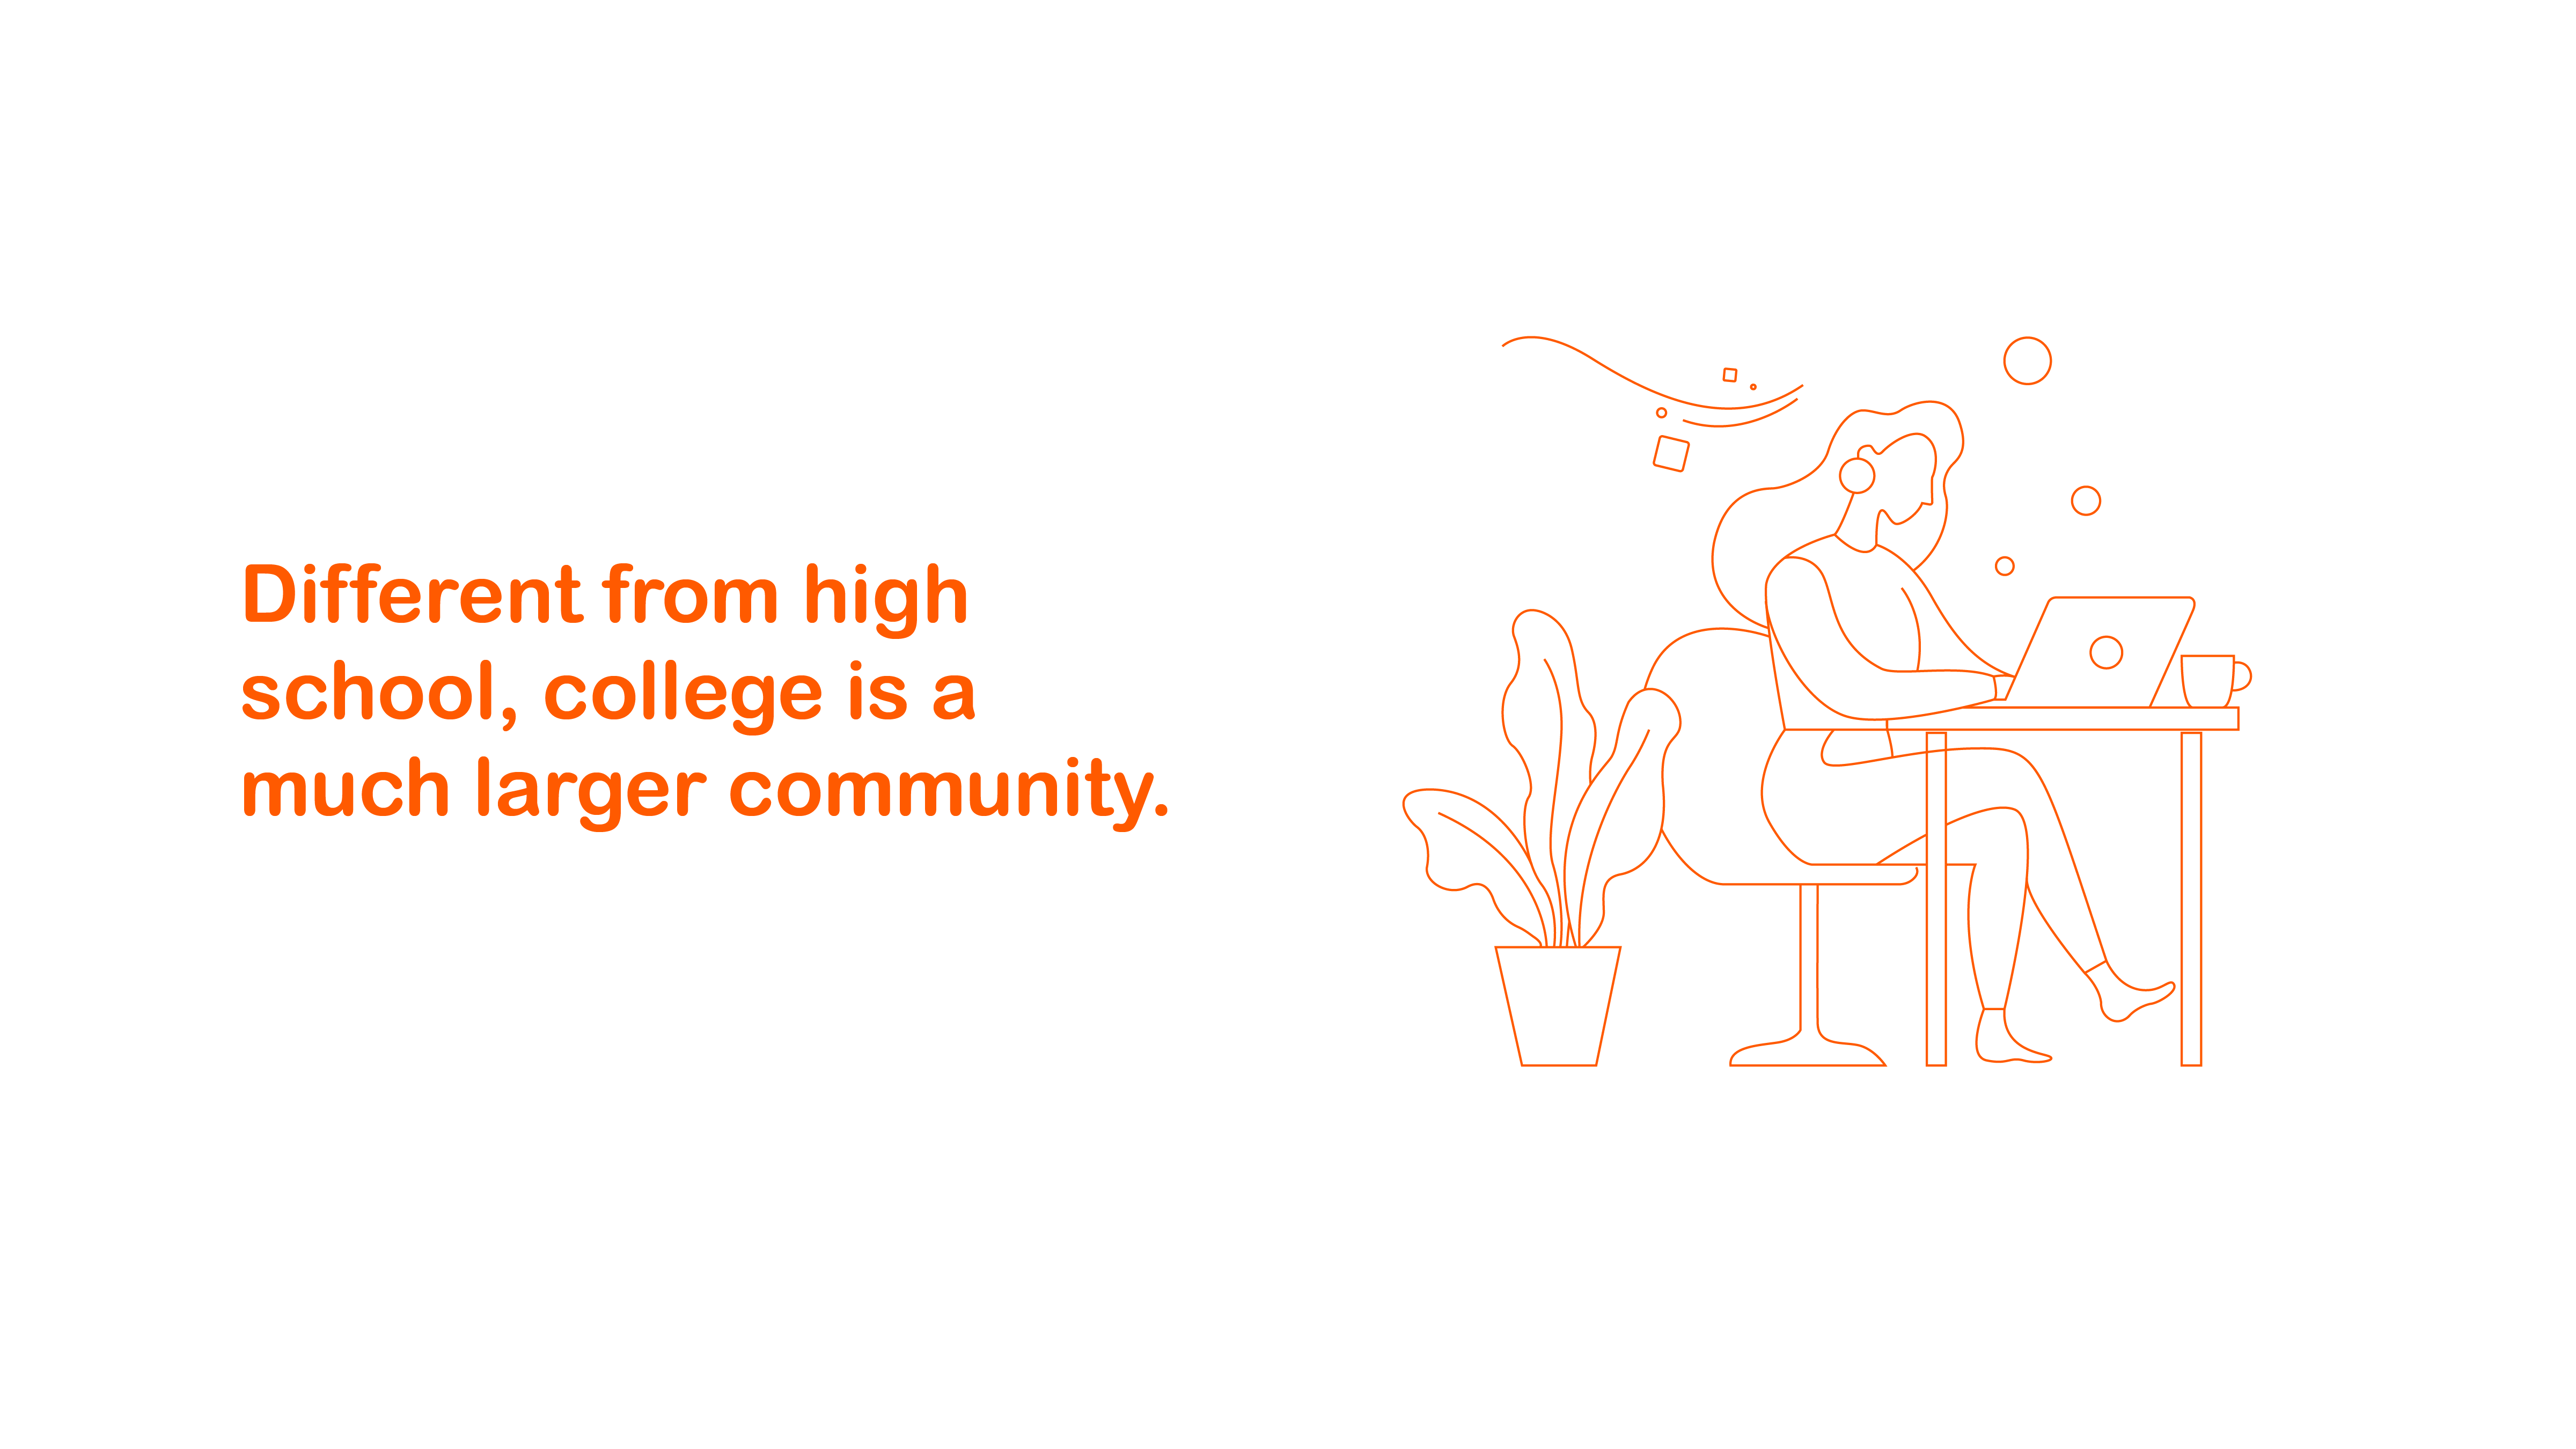 Different from high
school, college is a
much larger community.